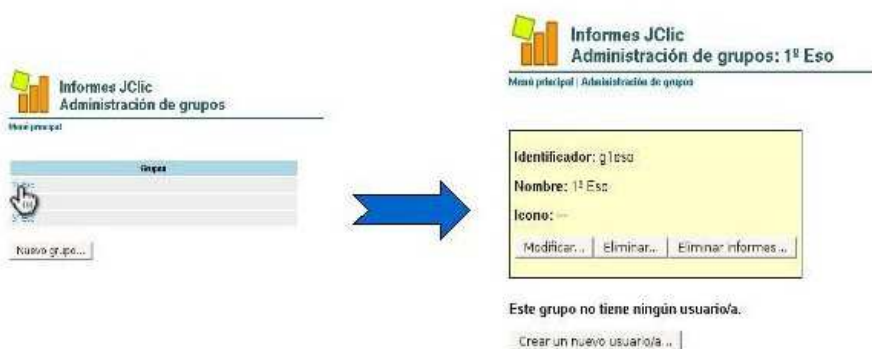 Informes JClic
Administración de grupos
Menú principal
Grupos
Nuevo grupo...
Informes JClic
Administración de grupos: 1º Eso
Menú principal | Administración de grupos
Identificador: g1eso
Nombre: 1º Eso
Icono: --
Modificar... Eliminar... Eliminar informes...
Este grupo no tiene ningún usuario/a.
Crear un nuevo usuario/a...